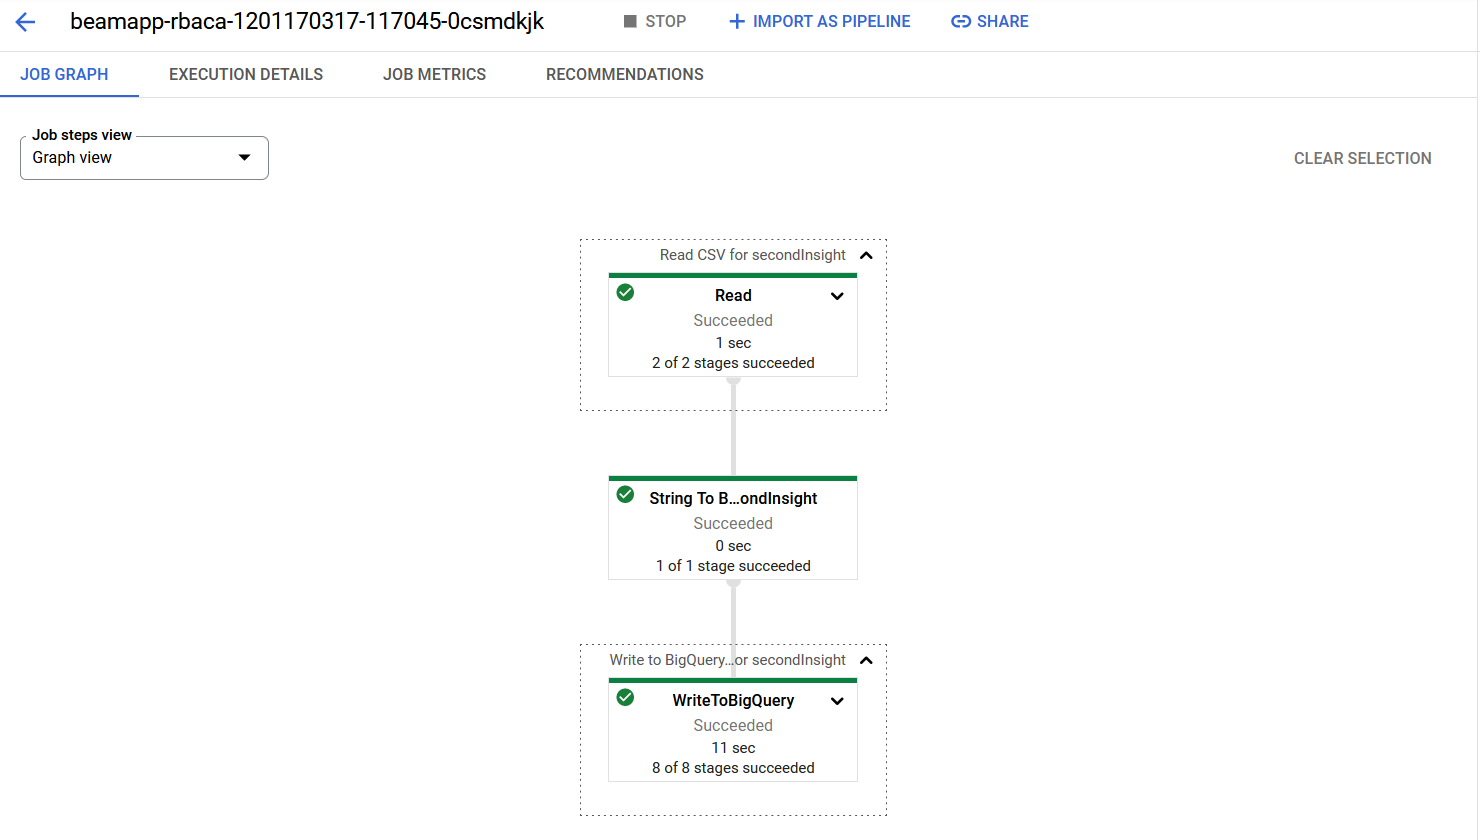 beamapp-rbaca-1201170317-117045-0csmdkjk
STOP
IMPORT AS PIPELINE
SHARE
JOB GRAPH
EXECUTION DETAILS
JOB METRICS
RECOMMENDATIONS
Job steps view
Graph view
CLEAR SELECTION
Read CSV for secondInsight
Read
Succeeded
1 sec
2 of 2 stages succeeded
String To B...ondInsight
Succeeded
0 sec
1 of 1 stage succeeded
Write to BigQuery...or secondInsight
WriteToBigQuery
Succeeded
11 sec
8 of 8 stages succeeded